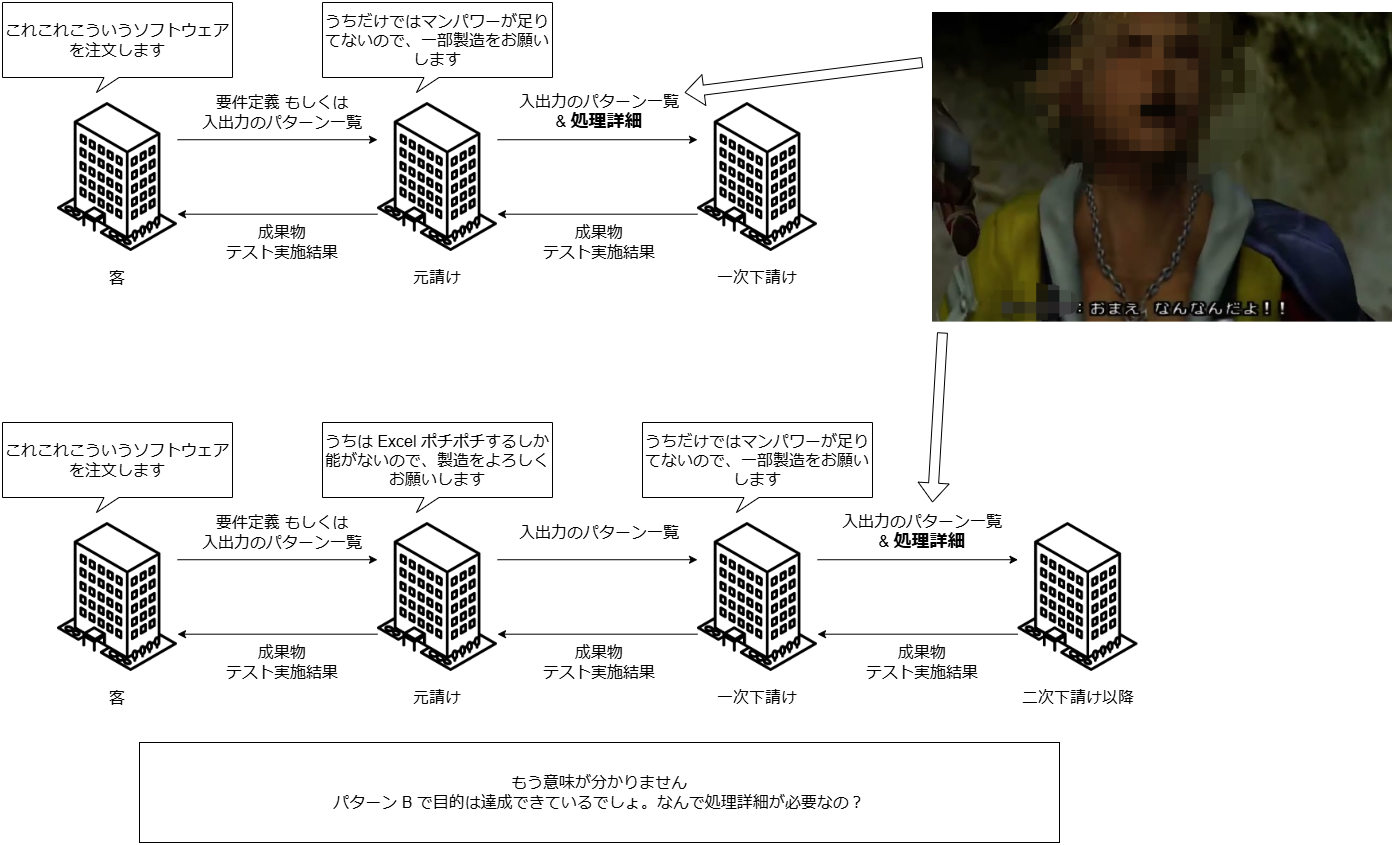 これこれこういうソフトウェア
を注文します
うちだけではマンパワーが足り
てないので、一部製造をお願い
します
要件定義 もしくは
入出力のパターン一覧
入出力のパターン一覧
& 処理詳細
成果物
テスト実施結果
成果物
テスト実施結果
客
元請け
一次下請け
：おまえ、なんなんだよ！！
これこれこういうソフトウェア
を注文します
うちは Excel ポチポチするしか
能がないので、製造をよろしく
お願いします
うちだけではマンパワーが足り
てないので、一部製造をお願い
します
要件定義 もしくは
入出力のパターン一覧
入出力のパターン一覧
入出力のパターン一覧
& 処理詳細
成果物
テスト実施結果
成果物
テスト実施結果
成果物
テスト実施結果
客
元請け
一次下請け
二次下請け以降
もう意味が分かりません
パターン B で目的は達成できているでしょ。なんで処理詳細が必要なの？